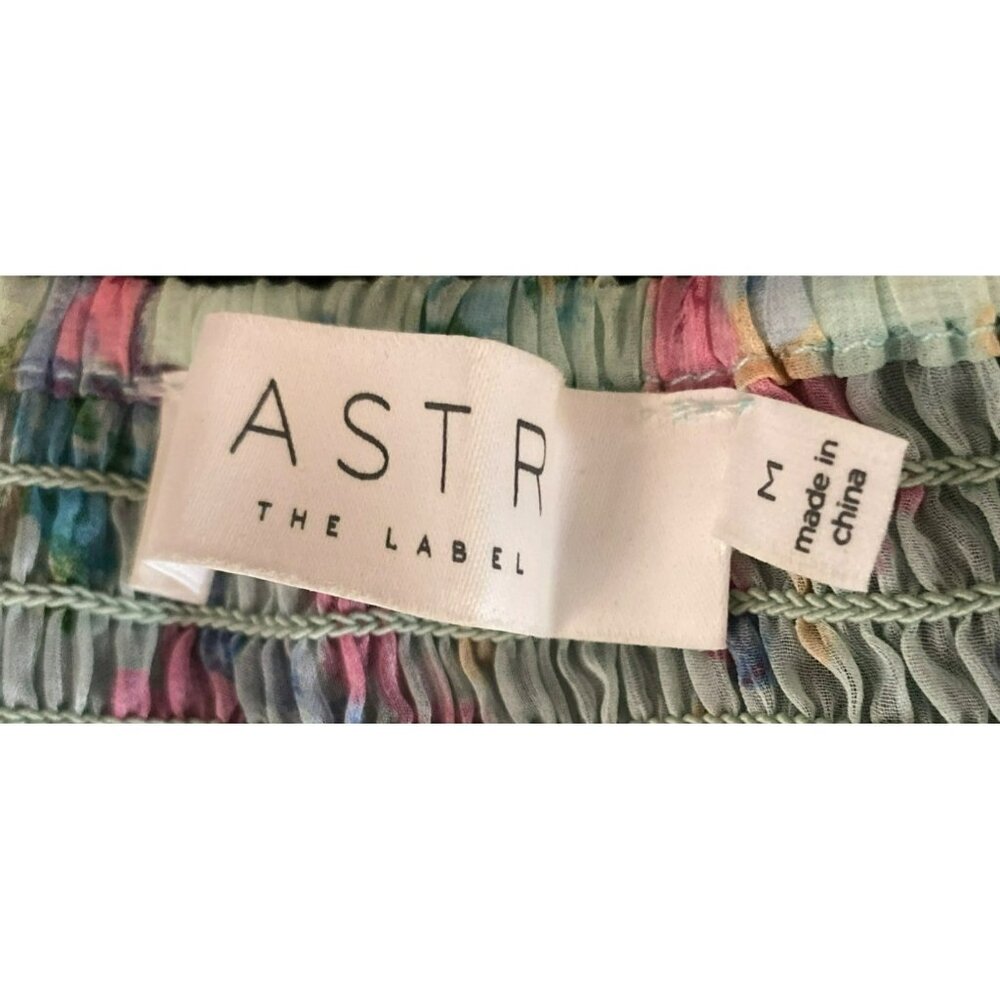 ASTR
THE LABEL
M
made in
china